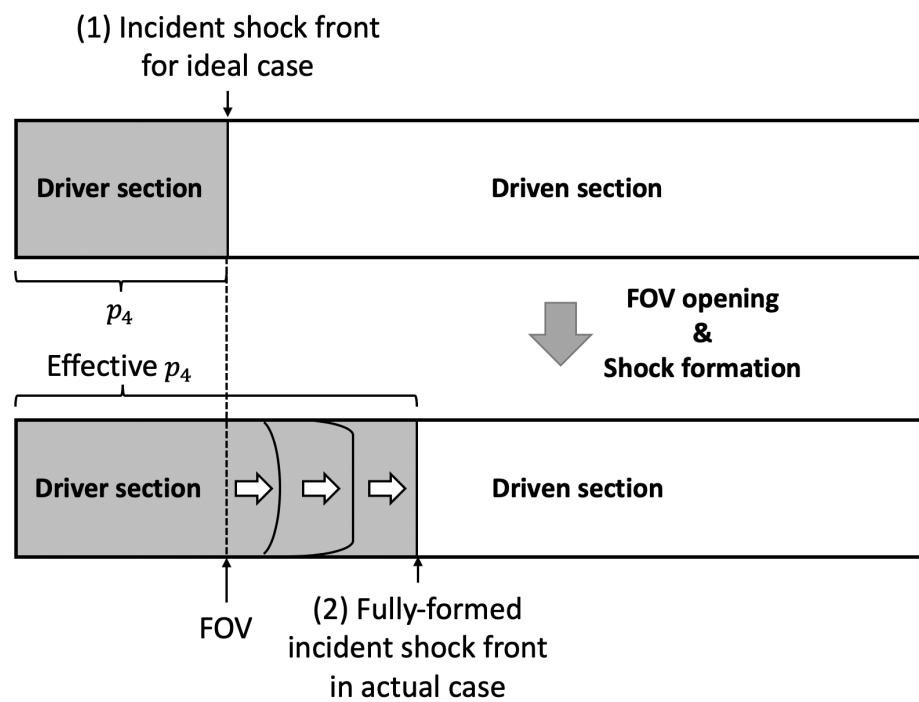 (1) Incident shock front
for ideal case
Driver section
Driven section
p₄
FOV opening
&
Shock formation
Effective p₄
Driver section
Driven section
FOV
(2) Fully-formed
incident shock front
in actual case